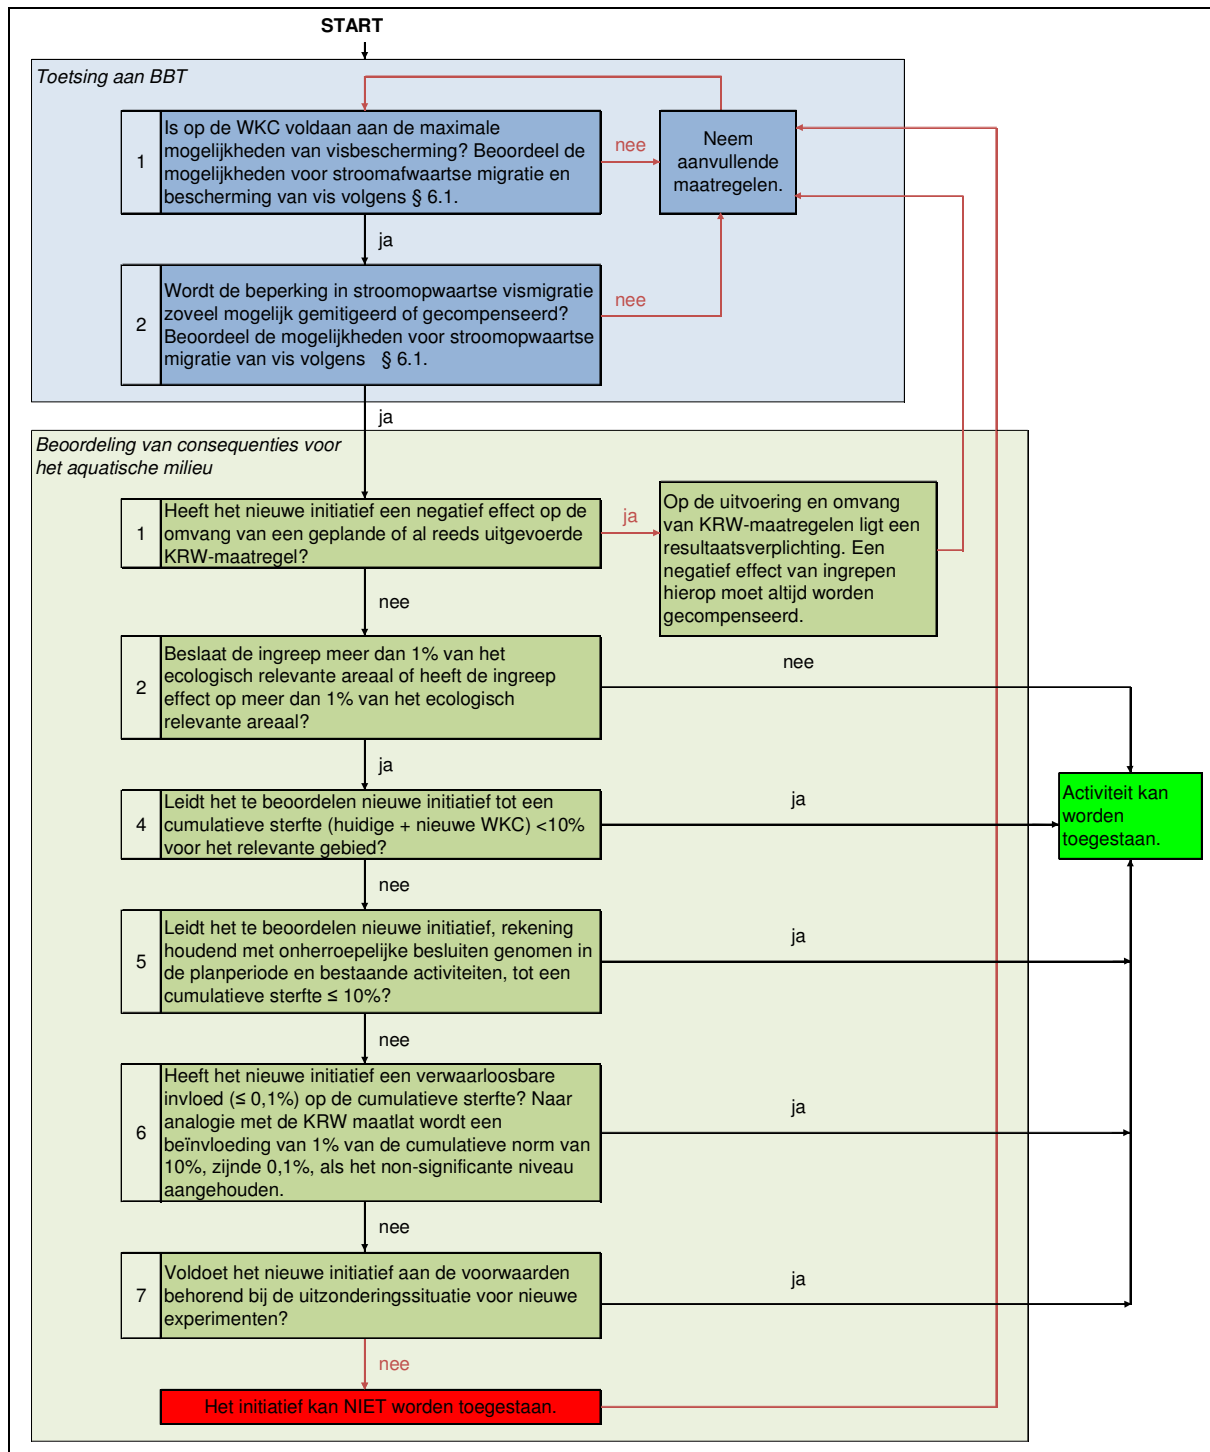 START
Toetsing aan BBT
1
Is op de WKC voldaan aan de maximale
mogelijkheden van visbescherming? Beoordeel de
mogelijkheden voor stroomafwaartse migratie en
bescherming van vis volgens § 6.1.
nee
Neem
aanvullende
maatregelen.
ja
2
Wordt de beperking in stroomopwaartse vismigratie
zoveel mogelijk gemitigeerd of gecompenseerd?
Beoordeel de mogelijkheden voor stroomopwaartse
migratie van vis volgens § 6.1.
nee
ja
Beoordeling van consequenties voor
het aquatische milieu
1
Heeft het nieuwe initiatief een negatief effect op de
omvang van een geplande of al reeds uitgevoerde
KRW-maatregel?
ja
Op de uitvoering en omvang
van KRW-maatregelen ligt een
resultaatsverplichting. Een
negatief effect van ingrepen
hierop moet altijd worden
gecompenseerd.
nee
2
Beslaat de ingreep meer dan 1% van het
ecologisch relevante areaal of heeft de ingreep
effect op meer dan 1% van het ecologisch
relevante areaal?
nee
ja
4
Leidt het te beoordelen nieuwe initiatief tot een
cumulatieve sterfte (huidige + nieuwe WKC) <10%
voor het relevante gebied?
ja
Activiteit kan
worden
toegestaan.
nee
5
Leidt het te beoordelen nieuwe initiatief, rekening
houdend met onherroepelijke besluiten genomen in
de planperiode en bestaande activiteiten, tot een
cumulatieve sterfte ≤ 10%?
ja
nee
6
Heeft het nieuwe initiatief een verwaarloosbare
invloed (≤ 0,1%) op de cumulatieve sterfte? Naar
analogie met de KRW maatlat wordt een
beïnvloeding van 1% van de cumulatieve norm van
10%, zijnde 0,1%, als het non-significante niveau
aangehouden.
ja
nee
7
Voldoet het nieuwe initiatief aan de voorwaarden
behorend bij de uitzonderingssituatie voor nieuwe
experimenten?
ja
nee
Het initiatief kan NIET worden toegestaan.